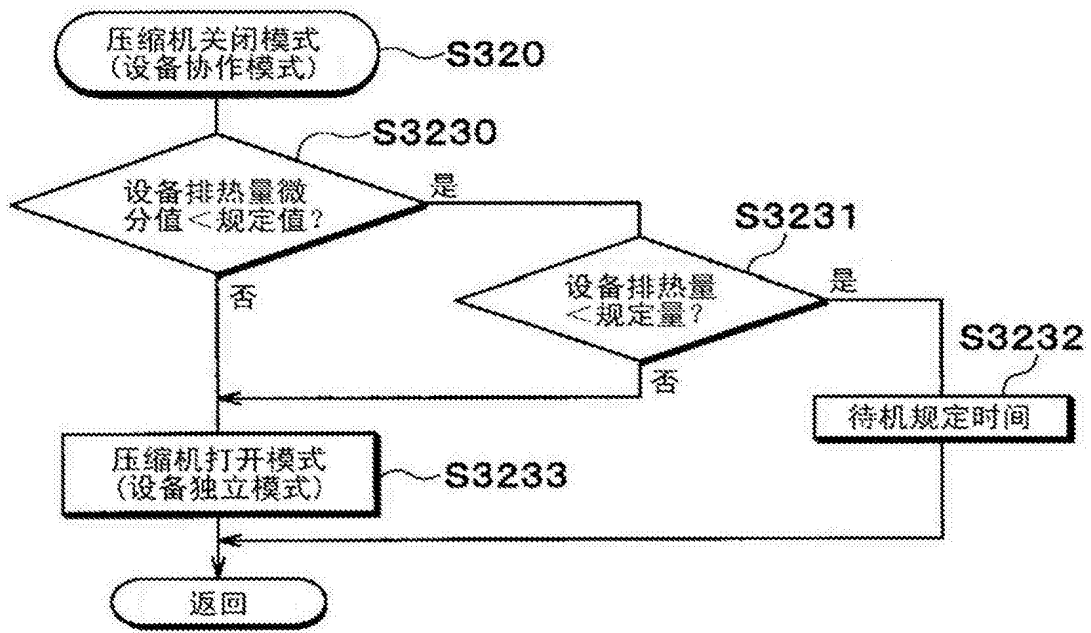 压缩机关闭模式
(设备协作模式)
S320
S3230
设备排热量微
分值＜规定值?
是
否
S3231
设备排热量
＜规定量?
是
否
S3232
待机规定时间
压缩机打开模式
(设备独立模式)
S3233
返回